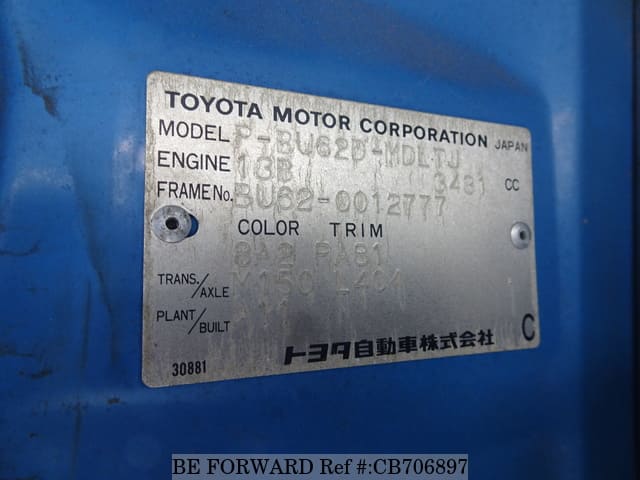 TOYOTA MOTOR CORPORATION JAPAN
MODEL P-BU62D-MDLTJ
ENGINE 13B 3431 CC
FRAME No. BU62-0012777
COLOR TRIM
8A2 PA81
TRANS./AXLE M150
PLANT/BUILT
トヨタ自動車株式会社 C
30881
BE FORWARD Ref #:CB706897